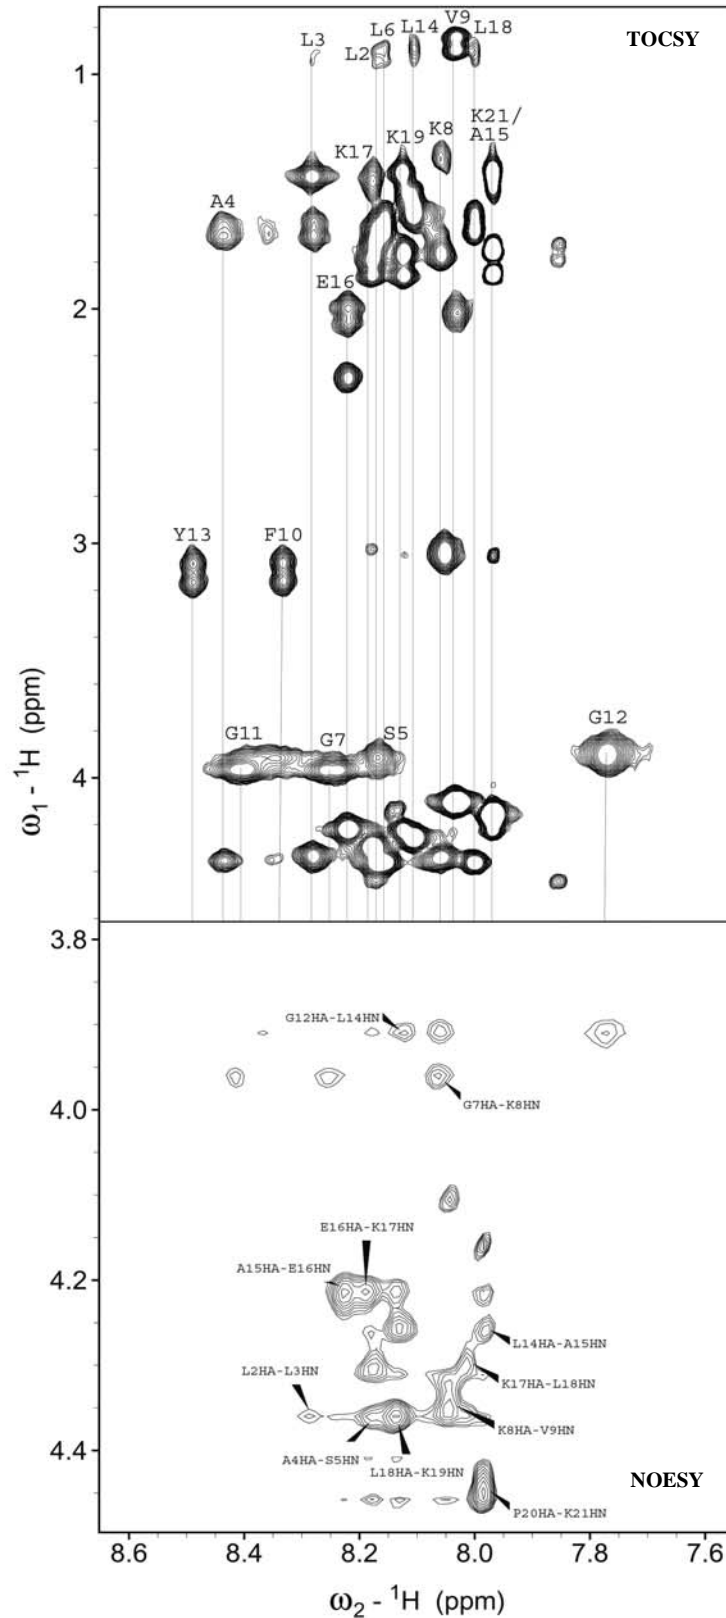 V9
TOCSY
L6
L14
L18
L3
L2
1
K21/
A15
K8
K19
K17
A4
E16
2
3
Y13
F10
G11
G7
S5
G12
4
ω1 - 1H (ppm)
3.8
G12HA-L14HN
4.0
G7HA-K8HN
E16HA-K17HN
4.2
A15HA-E16HN
L14HA-A15HN
L2HA-L3HN
K17HA-L18HN
K8HA-V9HN
4.4
A4HA-S5HN
L18HA-K19HN
NOESY
P20HA-K21HN
8.6 8.4 8.2 8.0 7.8 7.6
ω2 - 1H (ppm)